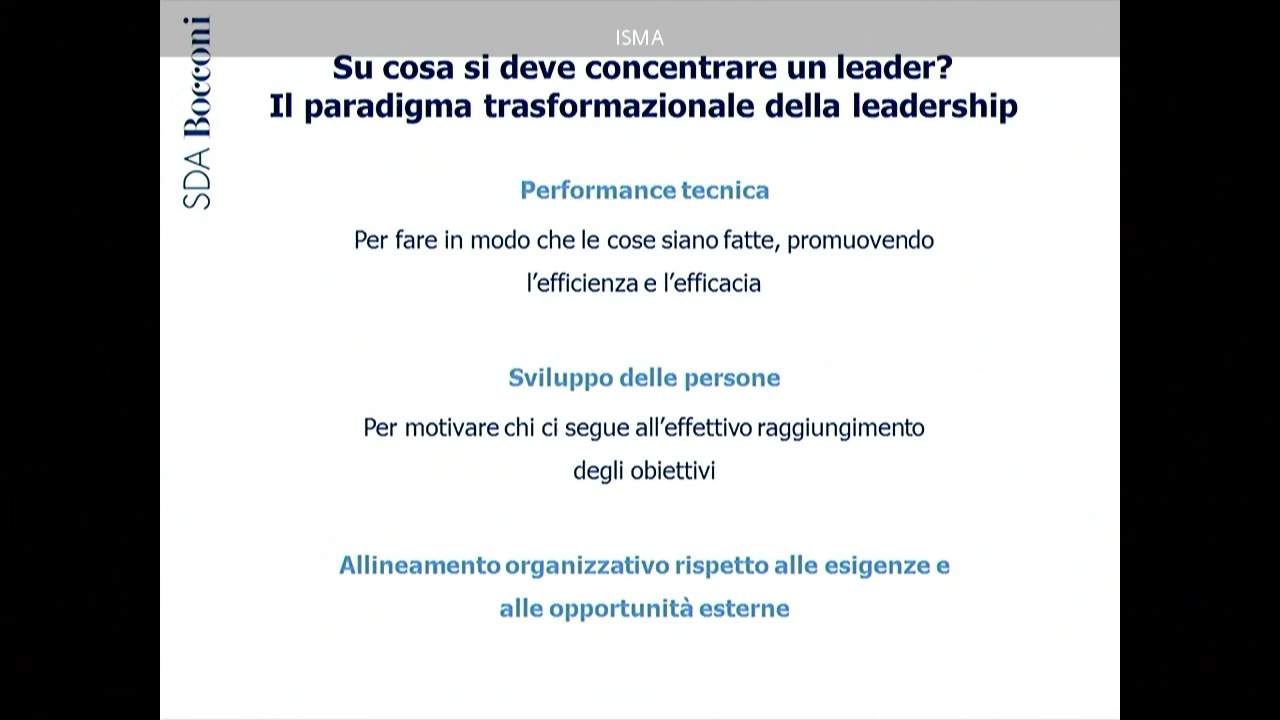 ISMA
SDA Bocconi
Su cosa si deve concentrare un leader?
Il paradigma trasformazionale della leadership
Performance tecnica
Per fare in modo che le cose siano fatte, promuovendo
l’efficienza e l’efficacia
Sviluppo delle persone
Per motivare chi ci segue all’effettivo raggiungimento
degli obiettivi
Allineamento organizzativo rispetto alle esigenze e
alle opportunità esterne